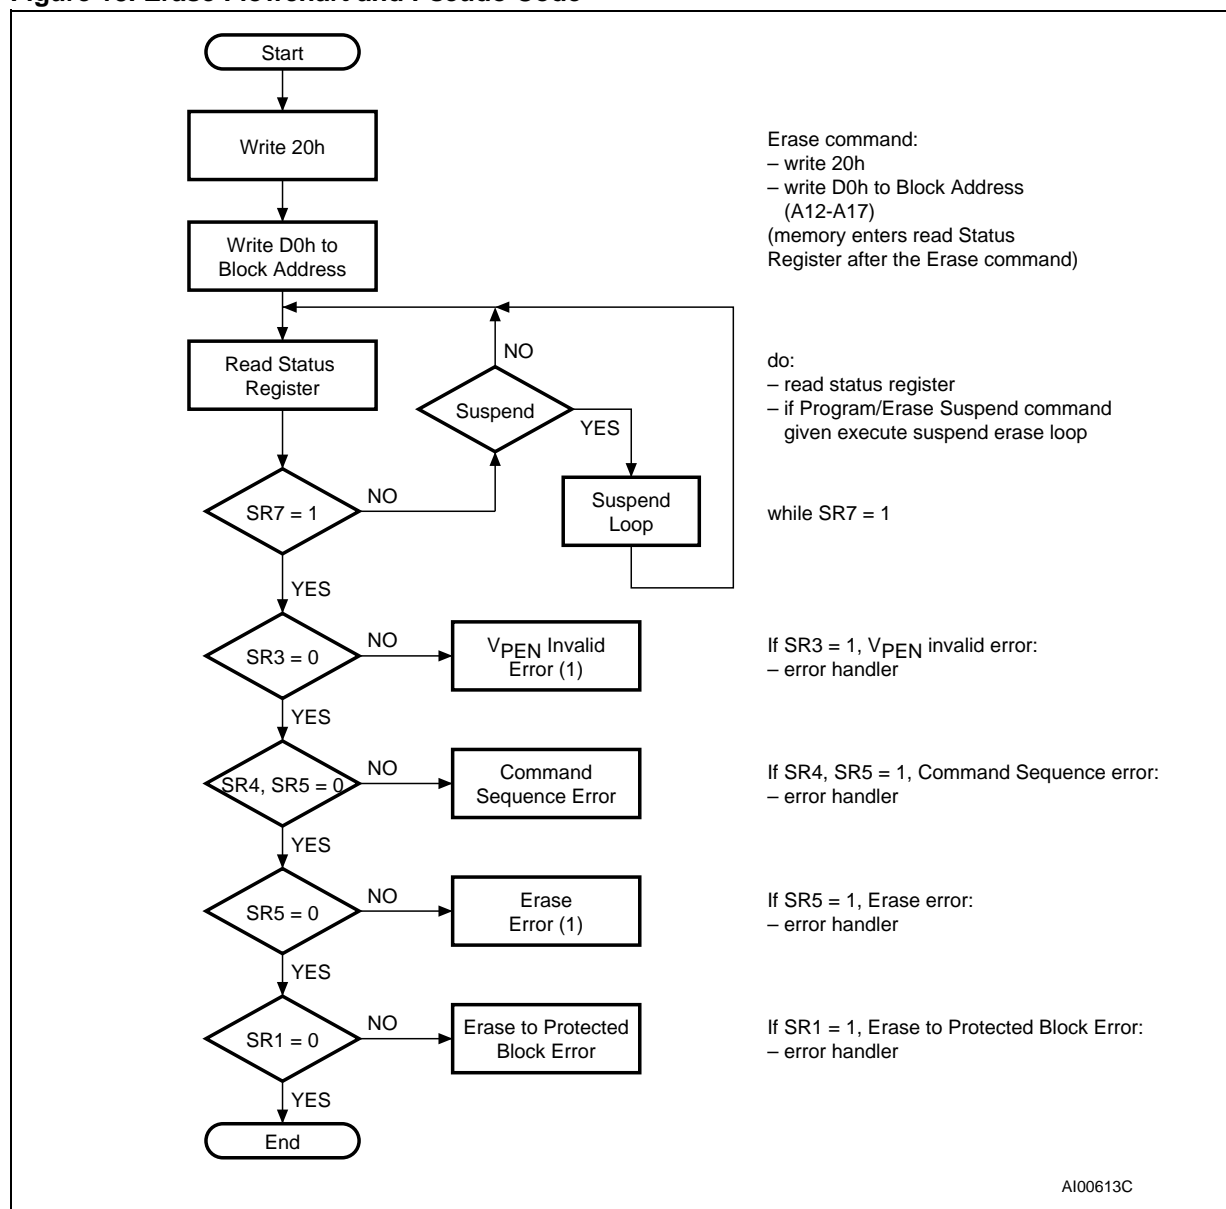 Start
Write 20h
Erase command:
– write 20h
– write D0h to Block Address
(A12-A17)
(memory enters read Status
Register after the Erase command)
Write D0h to
Block Address
Read Status
Register
NO
Suspend
YES
do:
– read status register
– if Program/Erase Suspend command
given execute suspend erase loop
SR7 = 1
NO
Suspend
Loop
while SR7 = 1
YES
SR3 = 0
NO
VPEN Invalid
Error (1)
If SR3 = 1, VPEN invalid error:
– error handler
YES
SR4, SR5 = 0
NO
Command
Sequence Error
If SR4, SR5 = 1, Command Sequence error:
– error handler
YES
SR5 = 0
NO
Erase
Error (1)
If SR5 = 1, Erase error:
– error handler
YES
SR1 = 0
NO
Erase to Protected
Block Error
If SR1 = 1, Erase to Protected Block Error:
– error handler
YES
End
AI00613C